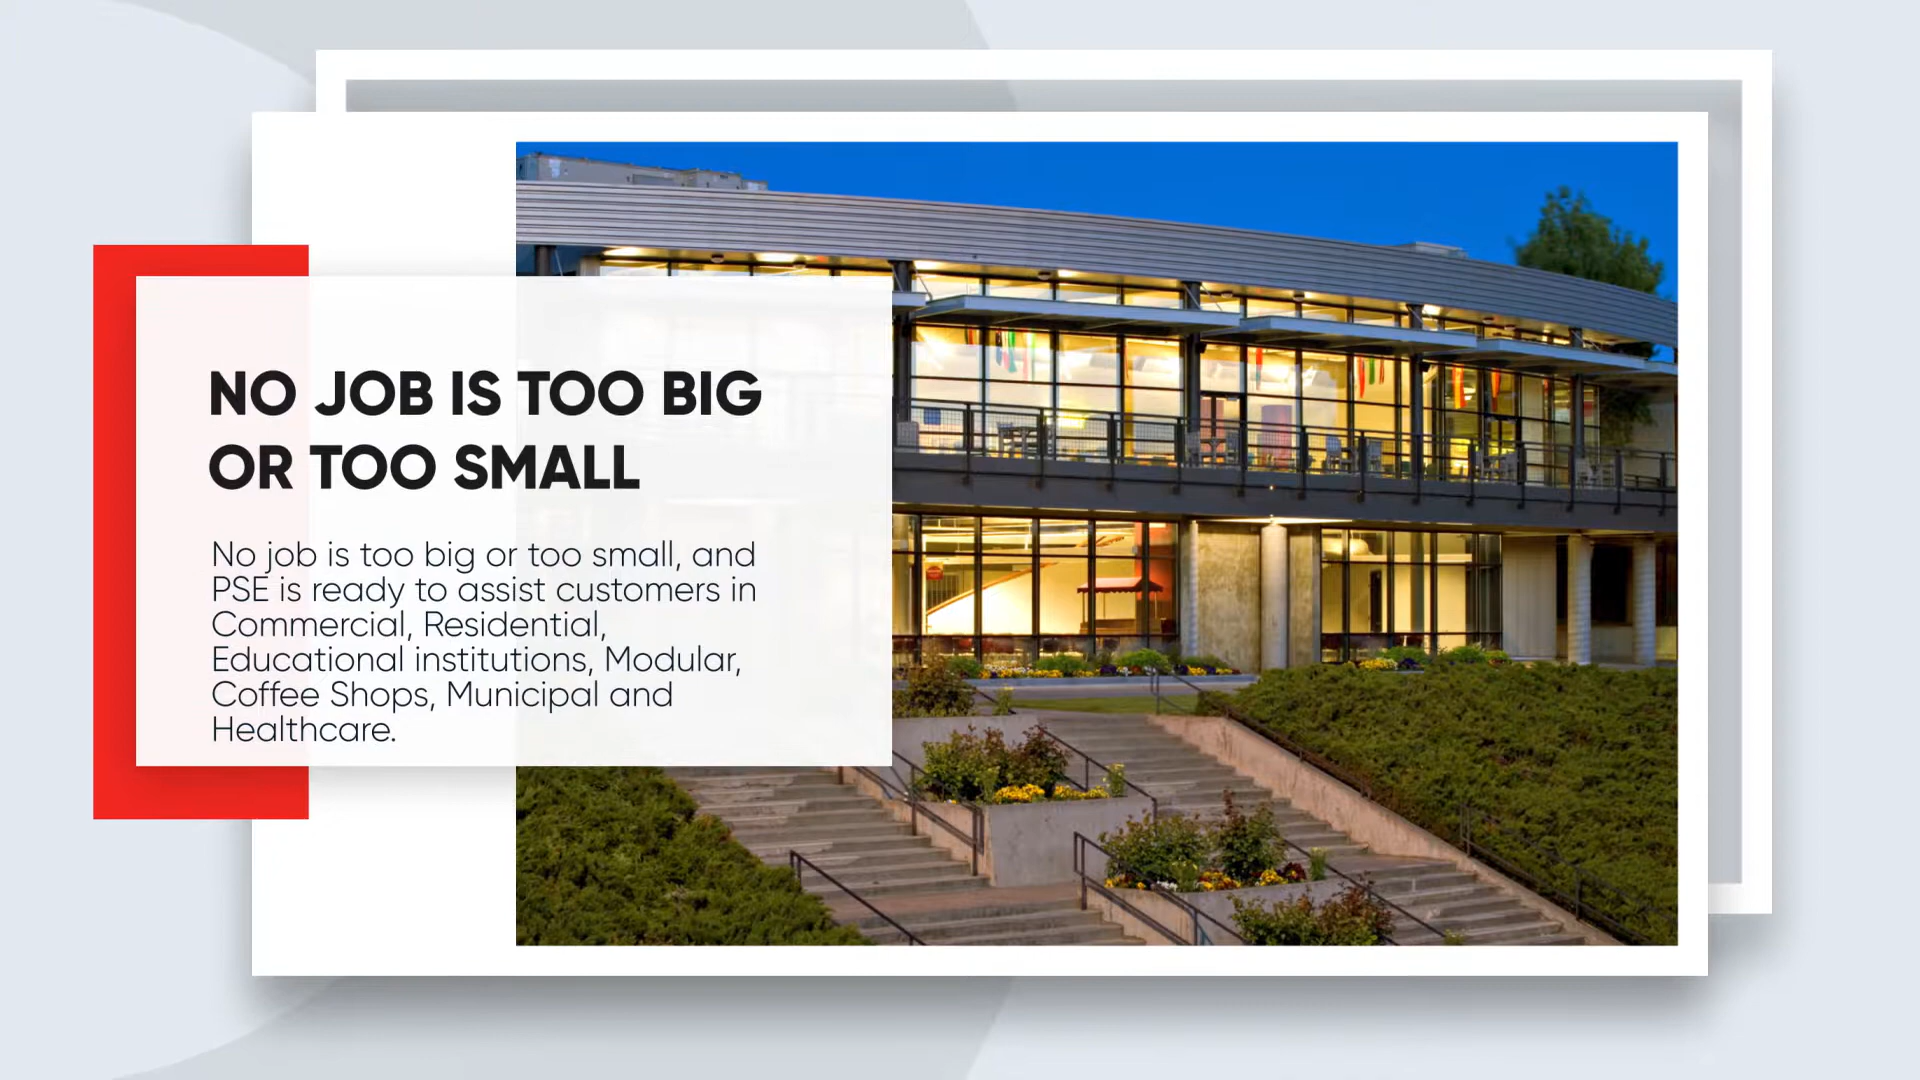 NO JOB IS TOO BIG
OR TOO SMALL
No job is too big or too small, and
PSE is ready to assist customers in
Commercial, Residential,
Educational institutions, Modular,
Coffee Shops, Municipal and
Healthcare.